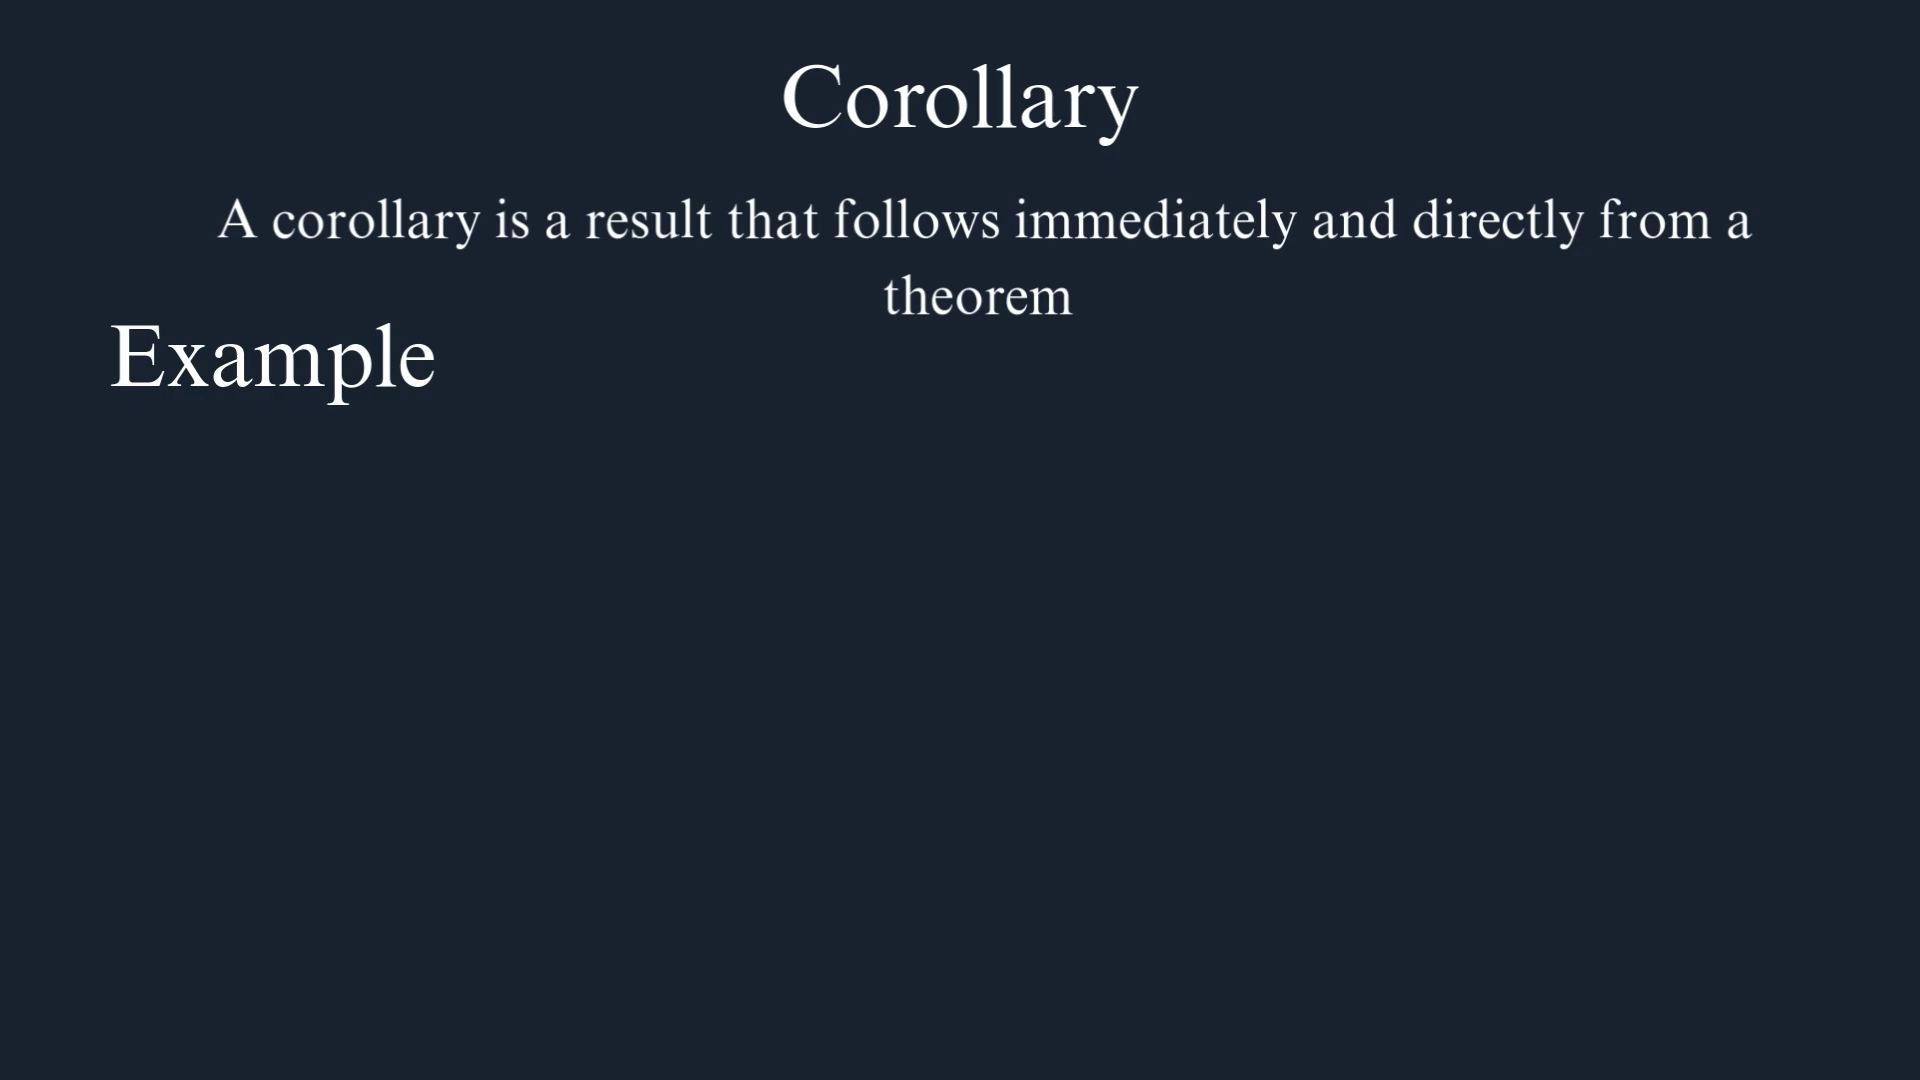 Corollary
A corollary is a result that follows immediately and directly from a
theorem
Example